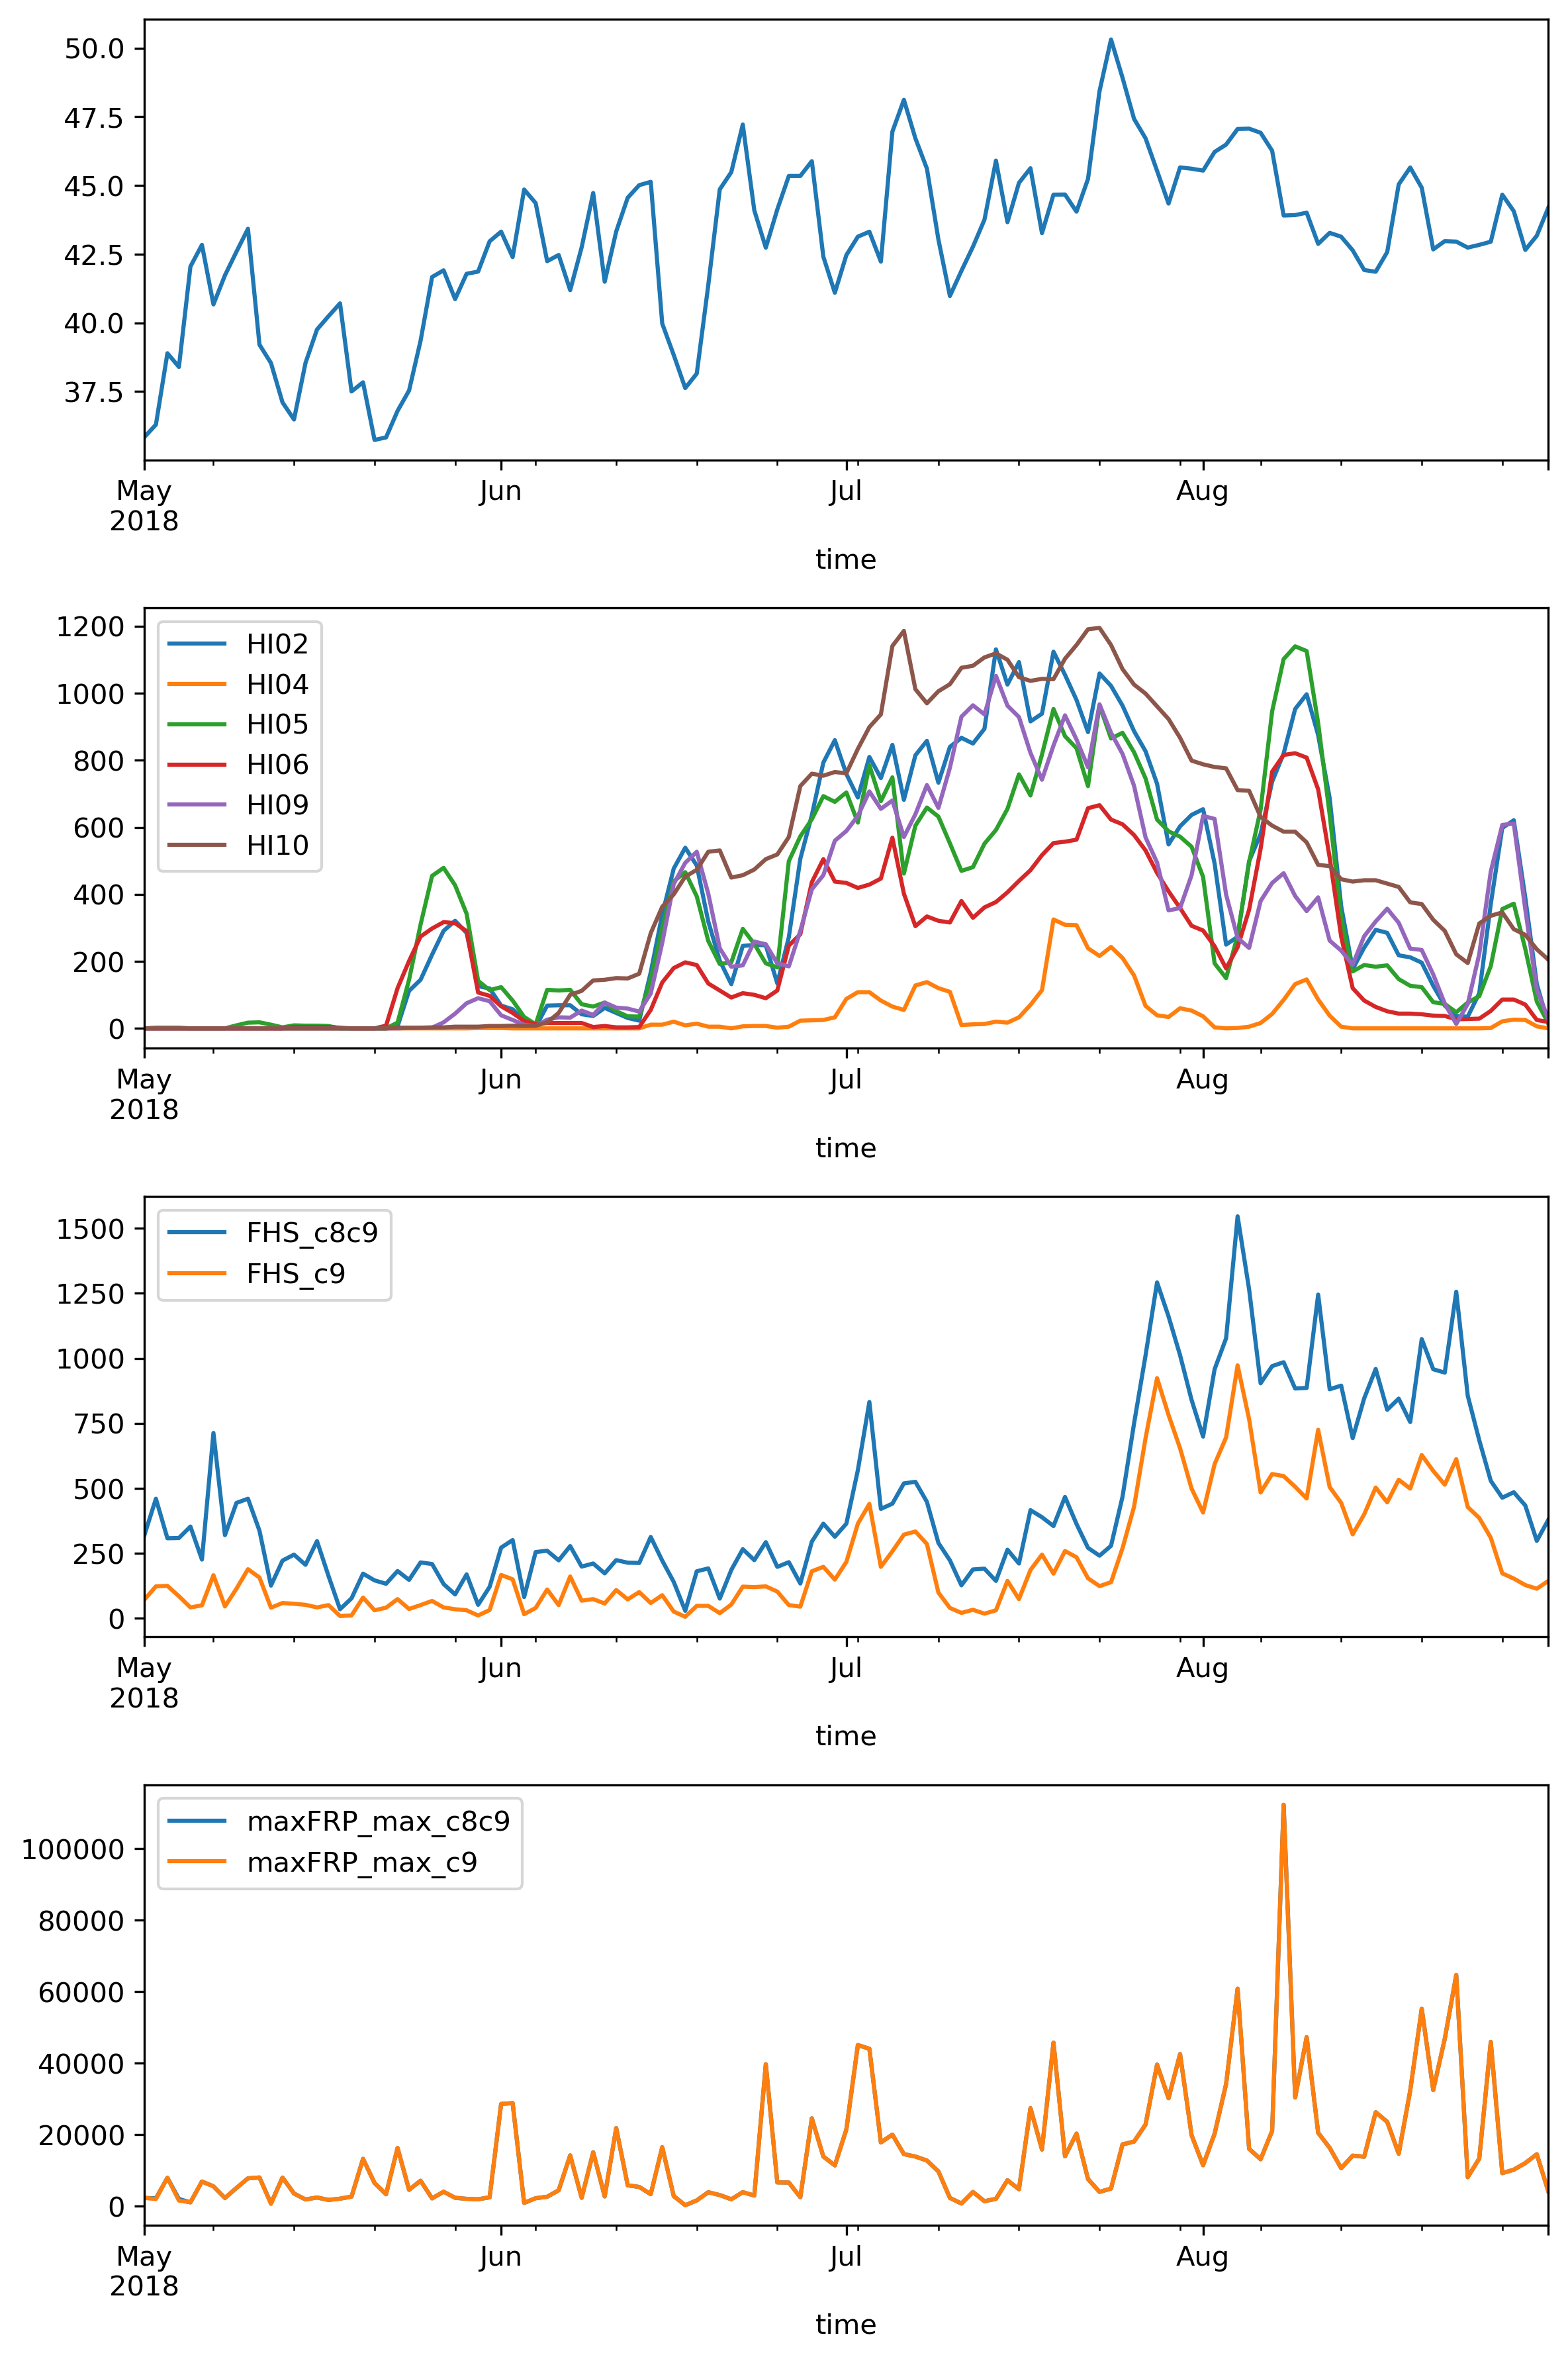 50.0
47.5
45.0
42.5
40.0
37.5
May Jun Jul Aug
2018
time
1200
1000
800
600
400
200
0
HI02
HI04
HI05
HI06
HI09
HI10
May Jun Jul Aug
2018
time
1500
1250
1000
750
500
250
0
FHS_c8c9
FHS_c9
May Jun Jul Aug
2018
time
100000
80000
60000
40000
20000
0
maxFRP_max_c8c9
maxFRP_max_c9
May Jun Jul Aug
2018
time